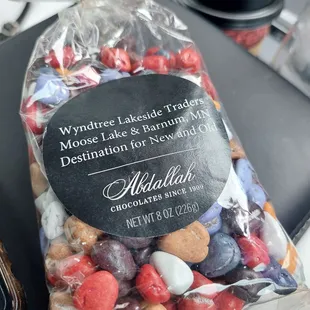 Wyndtree Lakeside Traders
Moose Lake & Barnum, MN
Destination for New and Old
Abdallah
CHOCOLATES SINCE 1909
NET WT 8 OZ (226g)